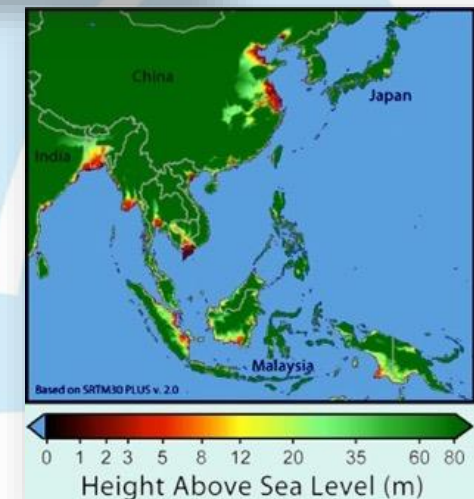 China
Japan
India
Malaysia
Based on SRTM30 PLUS v. 2.0
0 1 2 3 5 8 12 20 35 60 80
Height Above Sea Level (m)